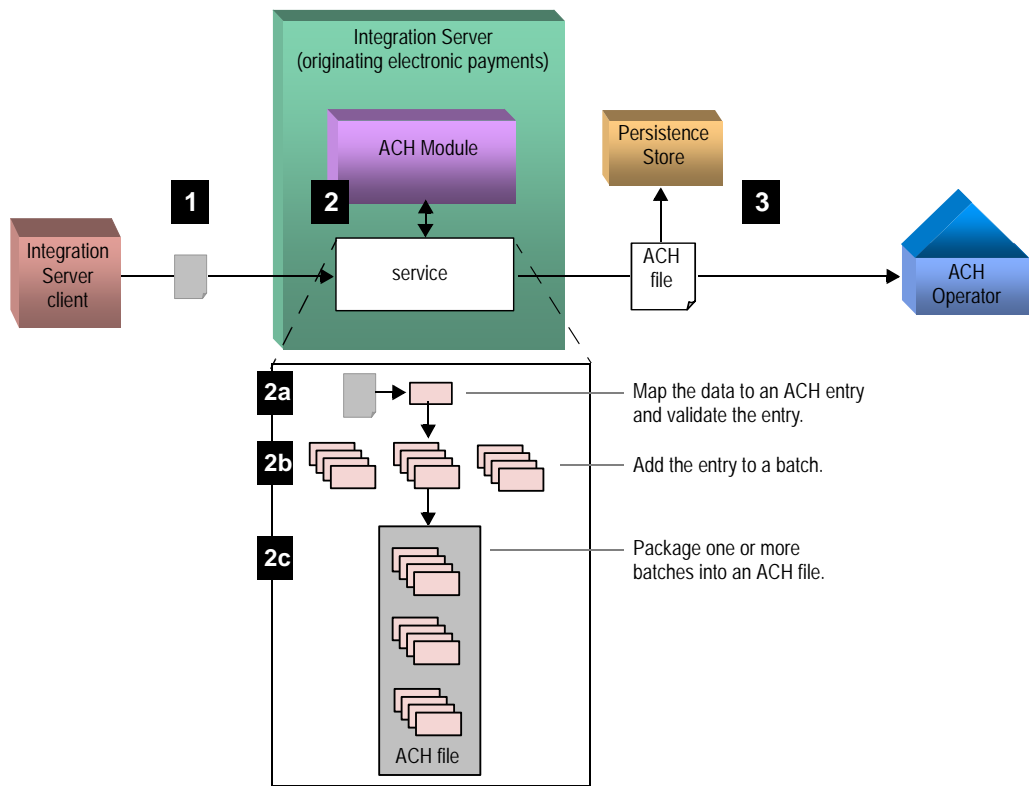 Integration Server
(originating electronic payments)
ACH Module
Persistence
Store
1
2
3
Integration
Server
client
service
ACH
file
ACH
Operator
2a
Map the data to an ACH entry
and validate the entry.
2b
Add the entry to a batch.
2c
Package one or more
batches into an ACH file.
ACH file